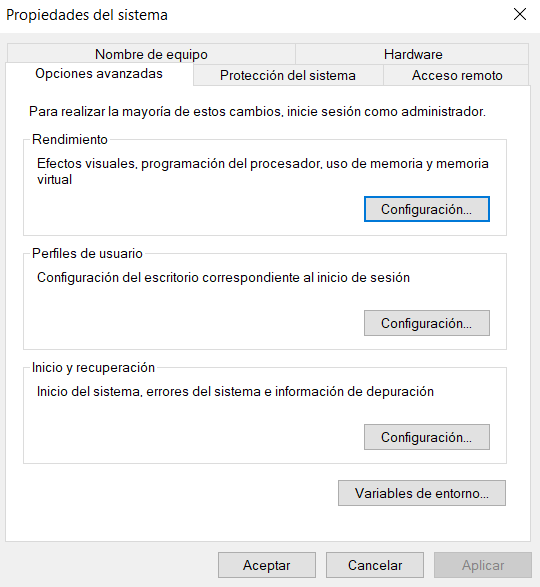 Propiedades del sistema
Nombre de equipo
Hardware
Opciones avanzadas
Protección del sistema
Acceso remoto
Para realizar la mayoría de estos cambios, inicie sesión como administrador.
Rendimiento
Efectos visuales, programación del procesador, uso de memoria y memoria
virtual
Configuración...
Perfiles de usuario
Configuración del escritorio correspondiente al inicio de sesión
Configuración...
Inicio y recuperación
Inicio del sistema, errores del sistema e información de depuración
Configuración...
Variables de entorno...
Aceptar
Cancelar
Aplicar